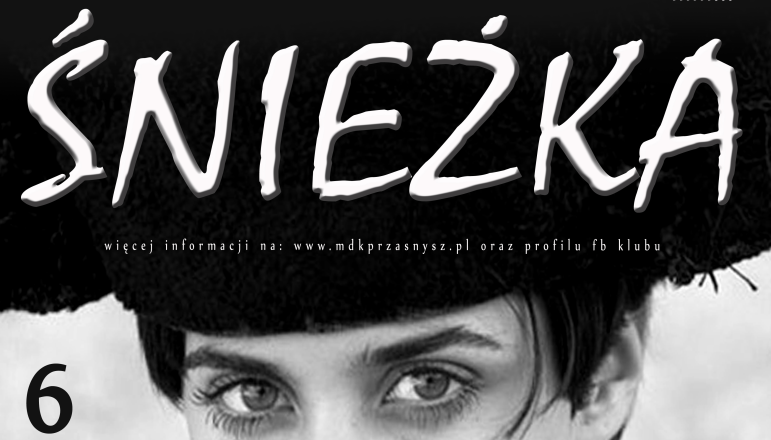 ŚNIEŻKA
więcej informacji na: www.mdkprzasnysz.pl oraz profilu fb klubu
6